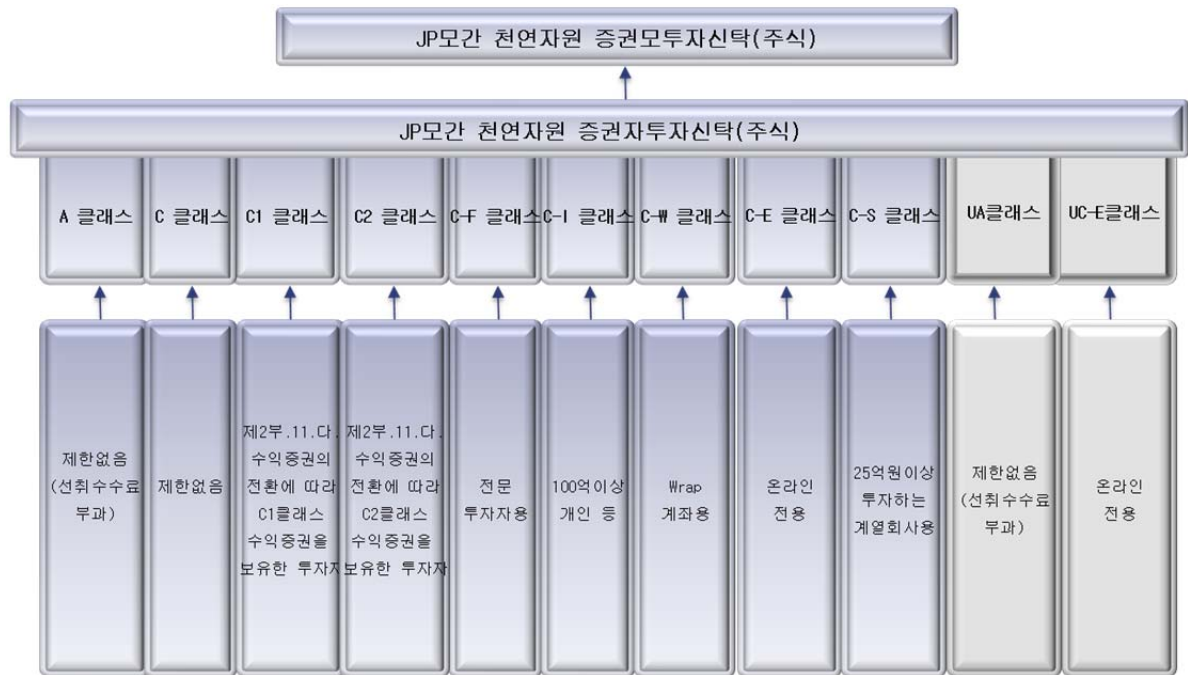 JP모간 천연자원 증권모투자신탁(주식)
JP모간 천연자원 증권자투자신탁(주식)
A 클래스
C 클래스
C1 클래스
C2 클래스
C-F 클래스
C-I 클래스
C-W 클래스
C-E 클래스
C-S 클래스
UA클래스
UC-E클래스
제한없음
(선취수수료
부과)
제한없음
제2부.11.다.
수익증권의
전환에 따라
C1클래스
수익증권을
보유한 투자자
제2부.11.다.
수익증권의
전환에 따라
C2클래스
수익증권을
보유한 투자자
전문
투자자용
100억이상
개인 등
Wrap
계좌용
온라인
전용
25억원이상
투자하는
계열회사용
제한없음
(선취수수료
부과)
온라인
전용